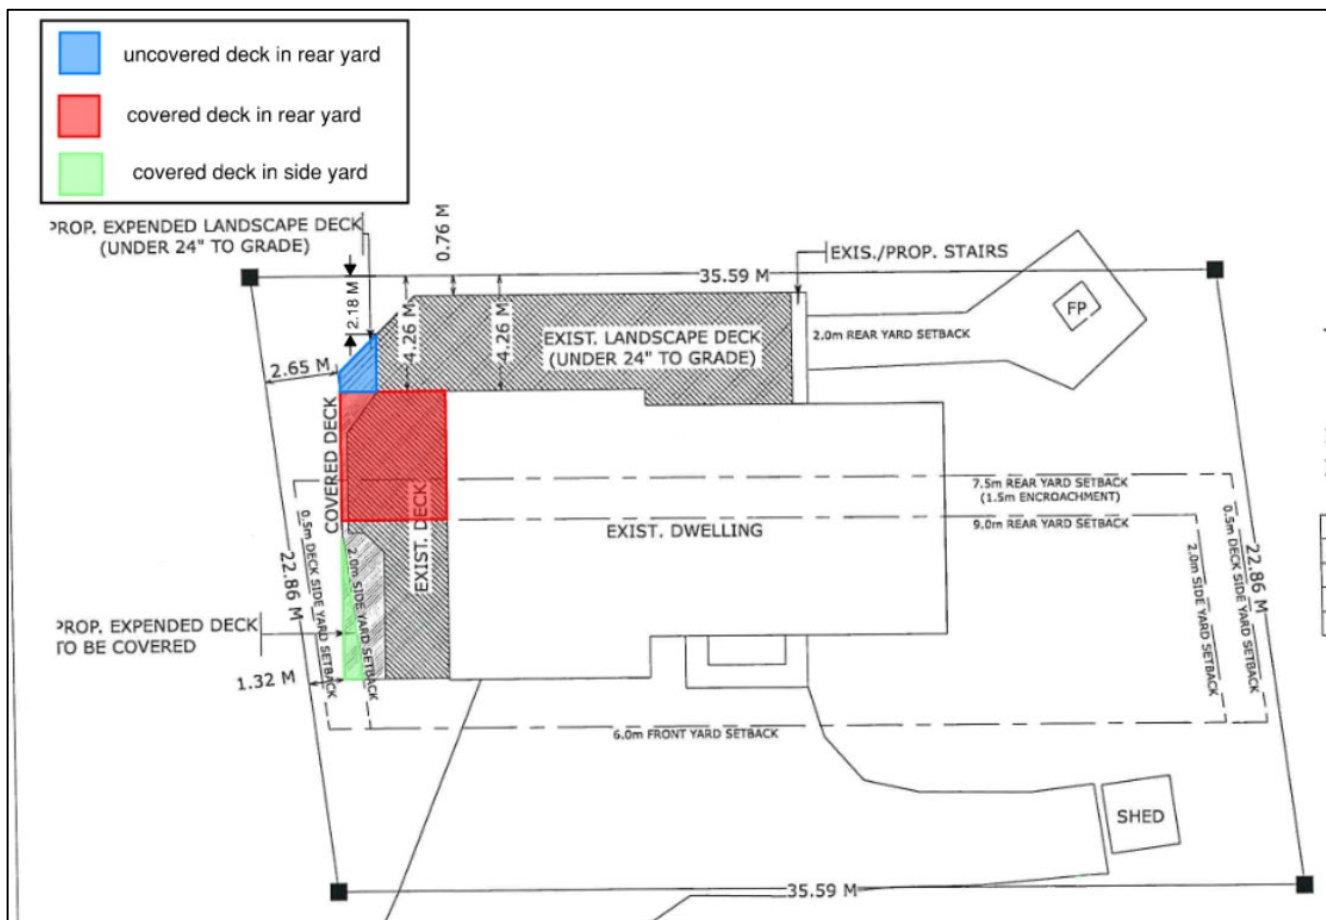 uncovered deck in rear yard
covered deck in rear yard
covered deck in side yard
PROP. EXPENDED LANDSCAPE DECK
(UNDER 24" TO GRADE)
0.76 M
EXIS./PROP. STAIRS
35.59 M
2.18 M
4.26 M
4.26 M
FP
EXIST. LANDSCAPE DECK
(UNDER 24" TO GRADE)
2.0m REAR YARD SETBACK
2.65 M
COVERED DECK
EXIST. DECK
7.5m REAR YARD SETBACK
(1.5m ENCROACHMENT)
9.0m REAR YARD SETBACK
EXIST. DWELLING
0.5m DECK SIDE YARD SETBACK
2.0m SIDE YARD SETBACK
22.86 M
2.0m SIDE YARD SETBACK
0.5m DECK SIDE YARD SETBACK
22.86 M
PROP. EXPENDED DECK
TO BE COVERED
1.32 M
6.0m FRONT YARD SETBACK
SHED
35.59 M